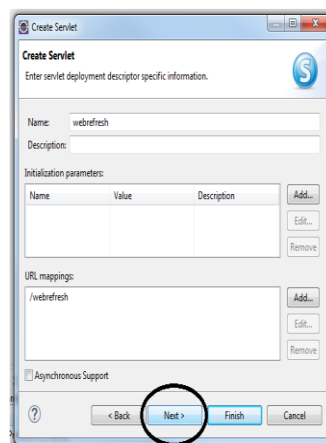 Create Servlet
Create Servlet
Enter servlet deployment descriptor specific information.
S
Name: webrefresh
Description:
Initialization parameters:
Name Value Description
Add...
Edit...
Remove
URL mappings:
/webrefresh
Add...
Edit...
Remove
Asynchronous Support
? < Back Next > Finish Cancel